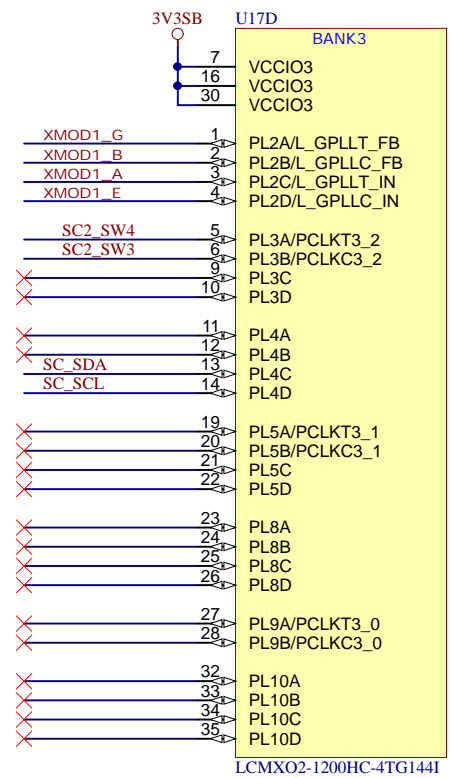 3V3SB U17D
BANK3
7 VCCIO3
16 VCCIO3
30 VCCIO3
XMOD1_G 1 PL2A/L_GPLLT_FB
XMOD1_B 2 PL2B/L_GPLLC_FB
XMOD1_A 3 PL2C/L_GPLLT_IN
XMOD1_E 4 PL2D/L_GPLLC_IN
SC2_SW4 5 PL3A/PCLKT3_2
SC2_SW3 6 PL3B/PCLKC3_2
9 PL3C
10 PL3D
11 PL4A
12 PL4B
SC_SDA 13 PL4C
SC_SCL 14 PL4D
19 PL5A/PCLKT3_1
20 PL5B/PCLKC3_1
21 PL5C
22 PL5D
23 PL8A
24 PL8B
25 PL8C
26 PL8D
27 PL9A/PCLKT3_0
28 PL9B/PCLKC3_0
32 PL10A
33 PL10B
34 PL10C
35 PL10D
LCMXO2-1200HC-4TG144I